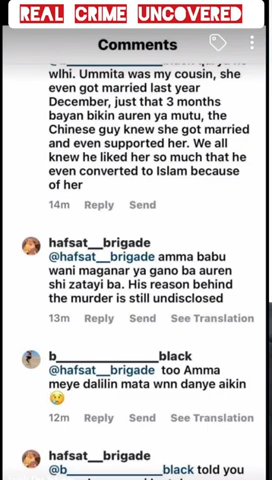 REAL CRIME UNCOVERED
Comments
wlhi. Ummita was my cousin, she
even got married last year
December, just that 3 months
bayan bikin auren ya mutu, the
Chinese guy knew she got married
and even supported her. We all
knew he liked her so much that he
even converted to Islam because
of her
14m Reply Send
hafsat__brigade
@hafsat__brigade amma babu
wani maganar ya gano ba auren
shi zatayi ba. His reason behind
the murder is still undisclosed
13m Reply Send See Translation
b______________black
@hafsat__brigade too Amma
meye dalilin mata wnn danye aikin
😢
12m Reply Send See Translation
hafsat__brigade
@b______________black told you